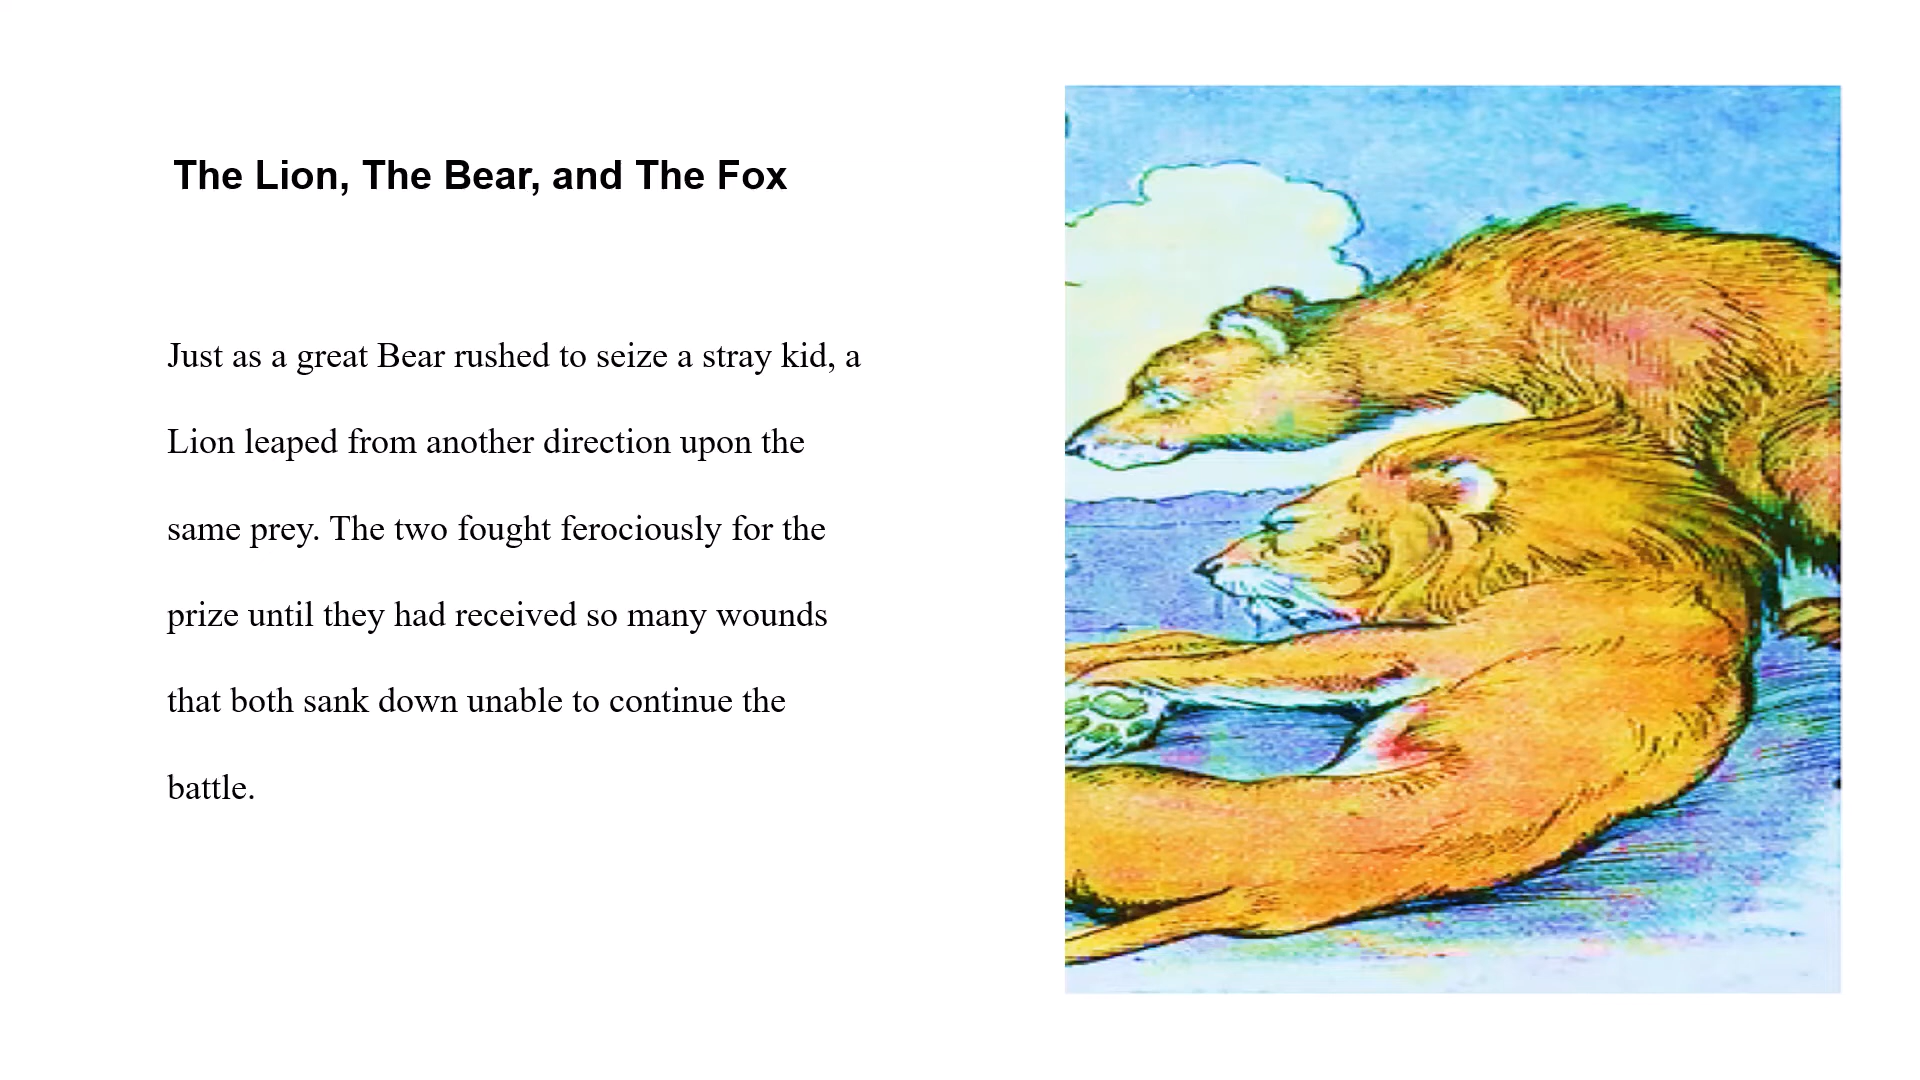 The Lion, The Bear, and The Fox
Just as a great Bear rushed to seize a stray kid, a
Lion leaped from another direction upon the
same prey. The two fought ferociously for the
prize until they had received so many wounds
that both sank down unable to continue the
battle.